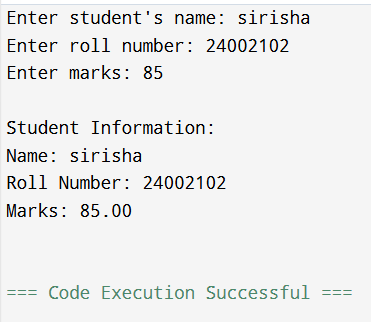 Enter student's name: sirisha
Enter roll number: 24002102
Enter marks: 85
Student Information:
Name: sirisha
Roll Number: 24002102
Marks: 85.00
=== Code Execution Successful ===